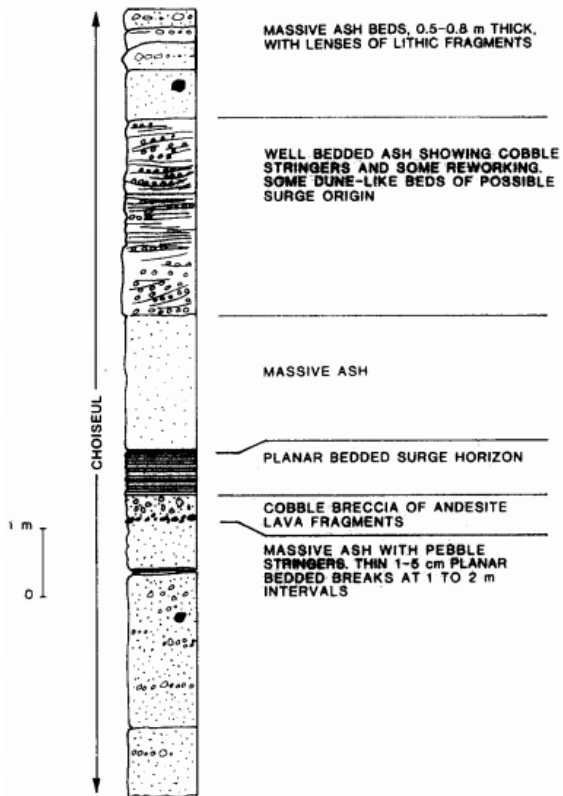 MASSIVE ASH BEDS, 0.5-0.8 m THICK,
WITH LENSES OF LITHIC FRAGMENTS
WELL BEDDED ASH SHOWING COBBLE
STRINGERS AND SOME REWORKING.
SOME DUNE-LIKE BEDS OF POSSIBLE
SURGE ORIGIN
MASSIVE ASH
CHOISEUL
PLANAR BEDDED SURGE HORIZON
COBBLE BRECCIA OF ANDESITE
LAVA FRAGMENTS
1 m
0
MASSIVE ASH WITH PEBBLE
STRINGERS. THIN 1-5 cm PLANAR
BEDDED BREAKS AT 1 TO 2 m
INTERVALS